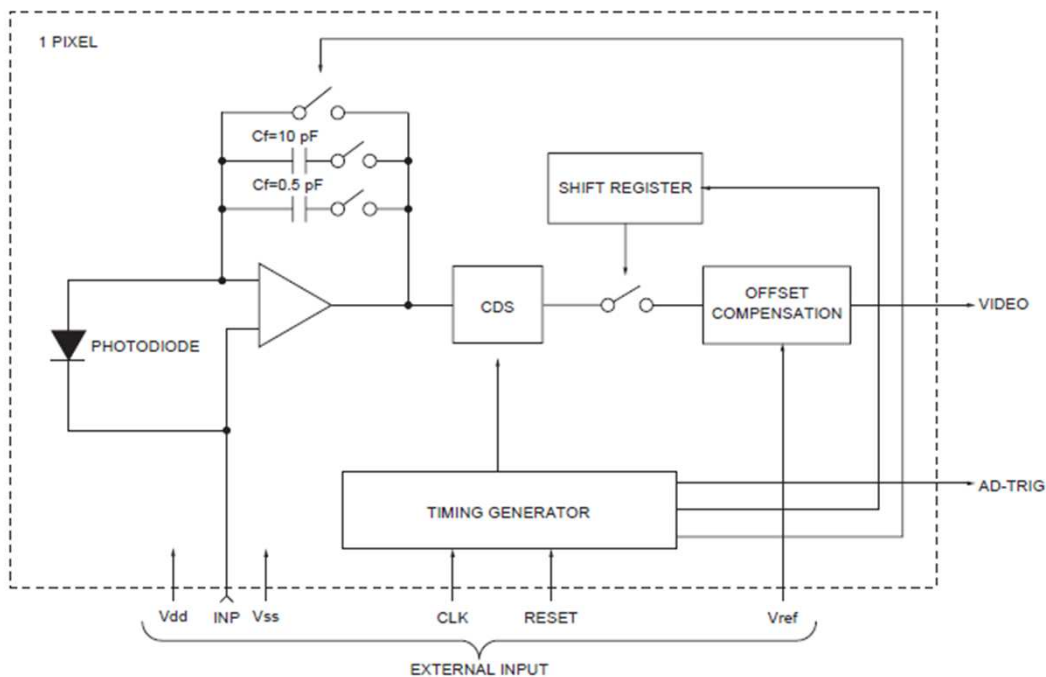 1 PIXEL
Cf=10 pF
Cf=0.5 pF
SHIFT REGISTER
PHOTODIODE
CDS
OFFSET
COMPENSATION
VIDEO
TIMING GENERATOR
AD-TRIG
Vdd
INP
Vss
CLK
RESET
Vref
EXTERNAL INPUT